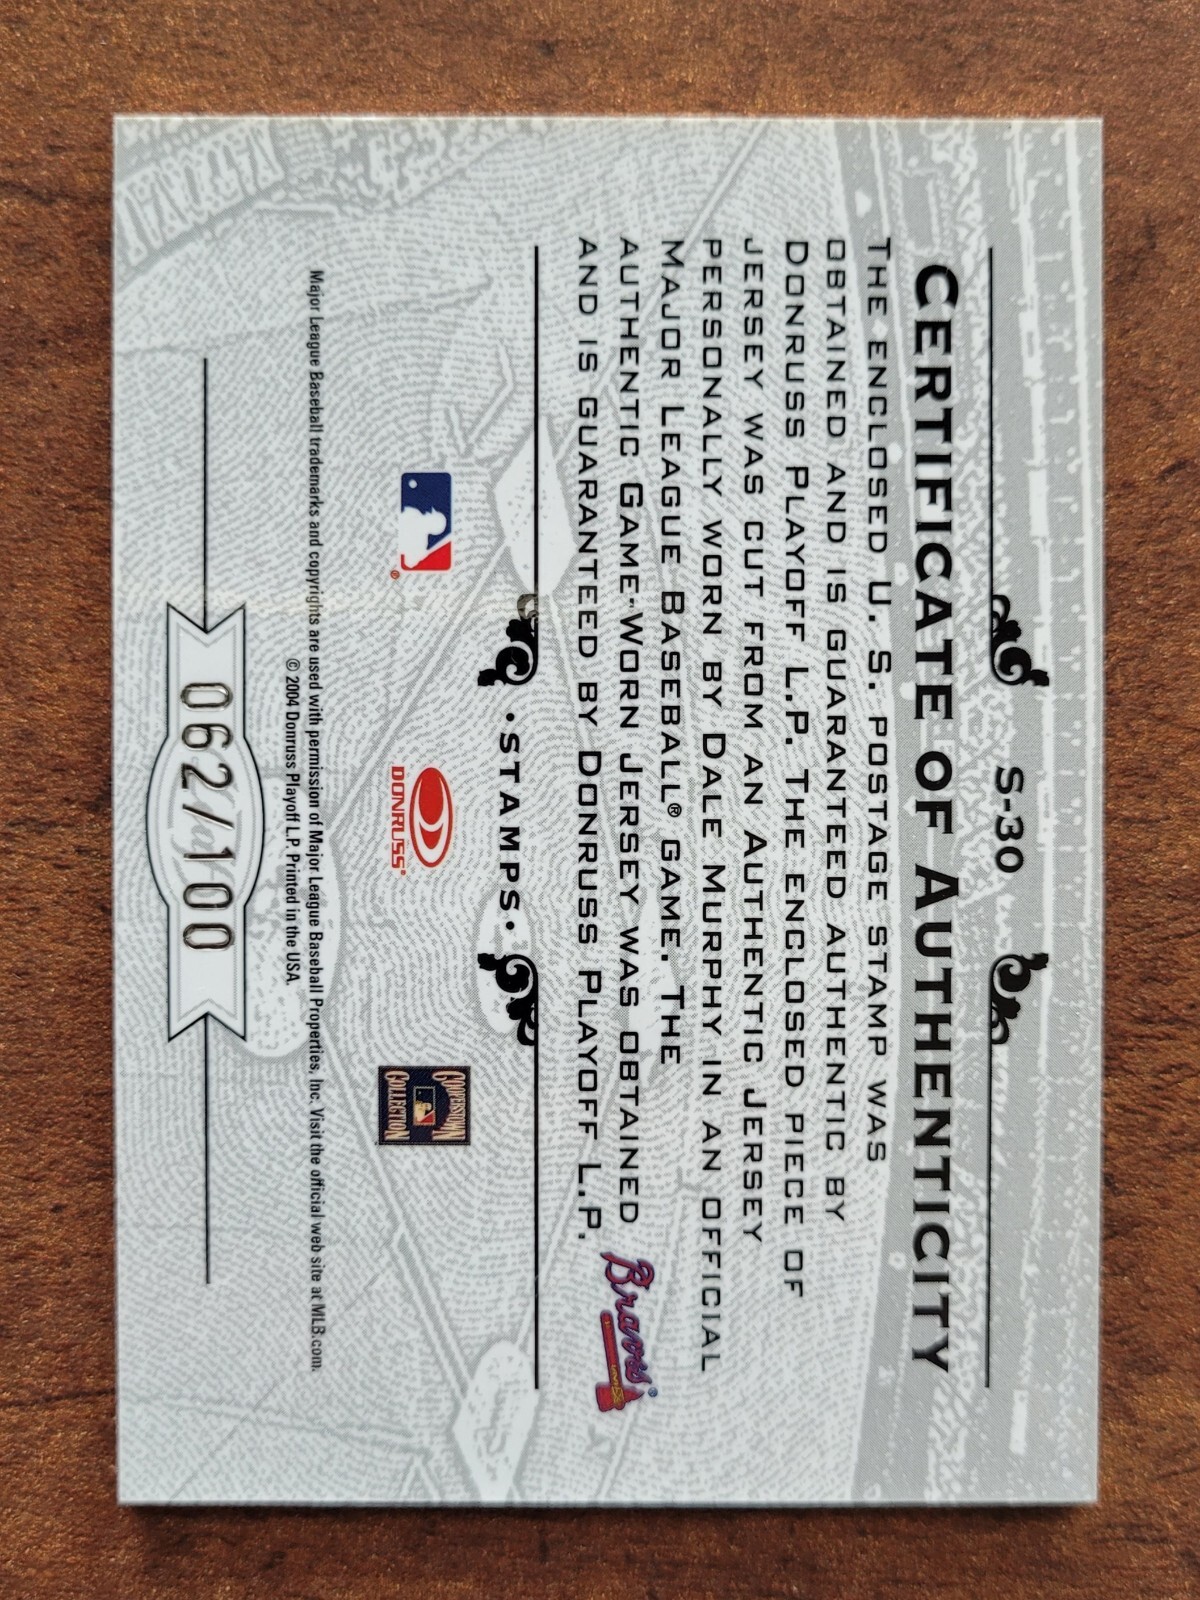 S-30
CERTIFICATE OF AUTHENTICITY
THE ENCLOSED U. S. POSTAGE STAMP WAS
OBTAINED AND IS GUARANTEED AUTHENTIC BY
DONRUSS PLAYOFF L.P. THE ENCLOSED PIECE OF
JERSEY WAS CUT FROM AN AUTHENTIC JERSEY
PERSONALLY WORN BY DALE MURPHY IN AN OFFICIAL
MAJOR LEAGUE BASEBALL® GAME. THE
AUTHENTIC GAME-WORN JERSEY WAS OBTAINED
AND IS GUARANTEED BY DONRUSS PLAYOFF L.P.
Braves
•STAMPS•
DONRUSS
COOPERSTOWN
COLLECTION
Major League Baseball trademarks and copyrights are used with permission of Major League Baseball Properties, Inc. Visit the official web site at MLB.com.
© 2004 Donruss Playoff L.P. Printed in the USA.
062/100